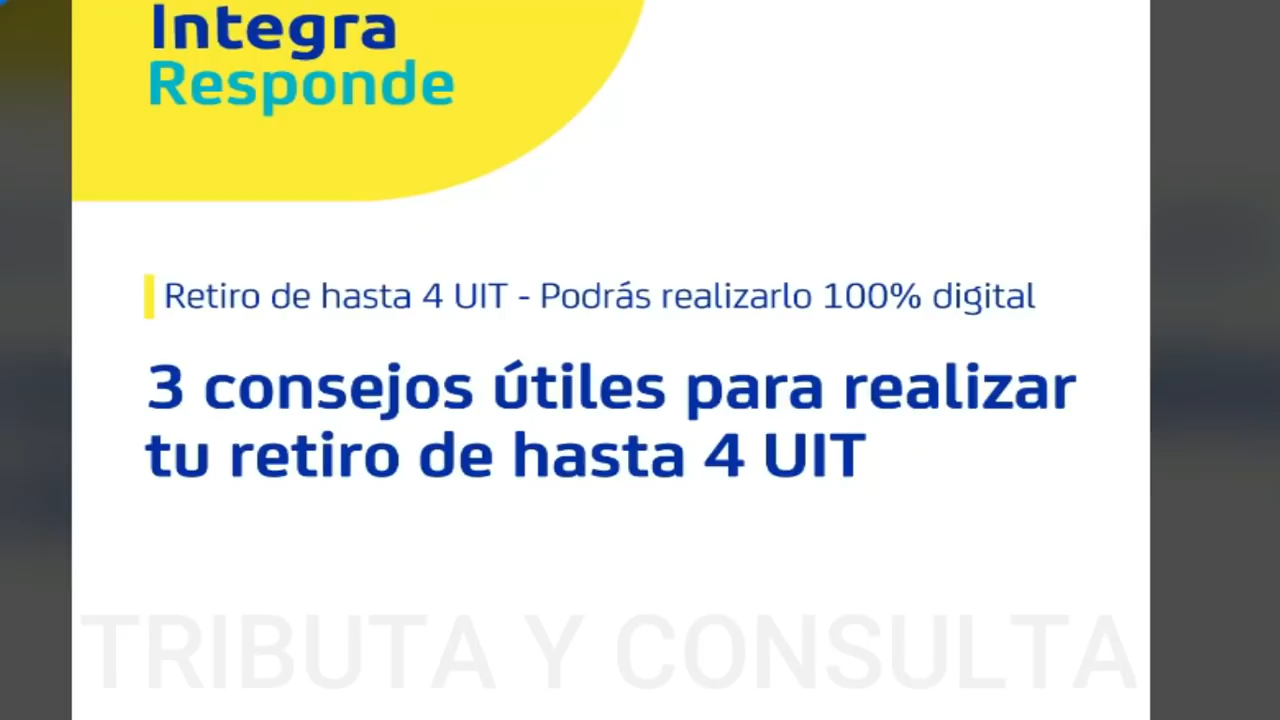 Integra
Responde
Retiro de hasta 4 UIT - Podrás realizarlo 100% digital
3 consejos útiles para realizar
tu retiro de hasta 4 UIT
TRIBUTA Y CONSULTA